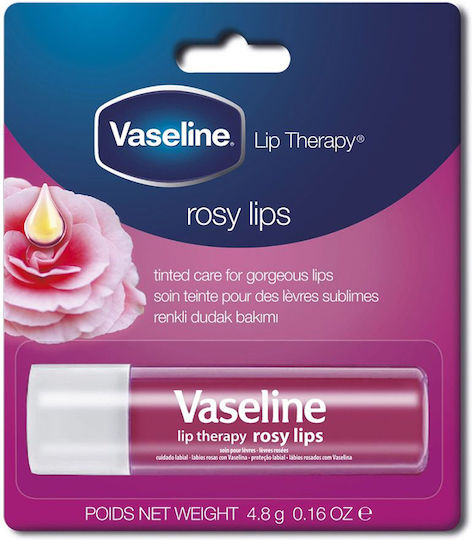 Vaseline®
Lip Therapy®
rosy lips
tinted care for gorgeous lips
soin teinte pour des lèvres sublimes
renkli dudak bakımı
Vaseline
lip therapy rosy lips
soin pour lèvres - lèvres rosées
cuidado labial - labios rosas con Vaselina - proteção labial - lábios rosados com Vaselina
POIDS NET WEIGHT 4.8 g 0.16 OZ ℮